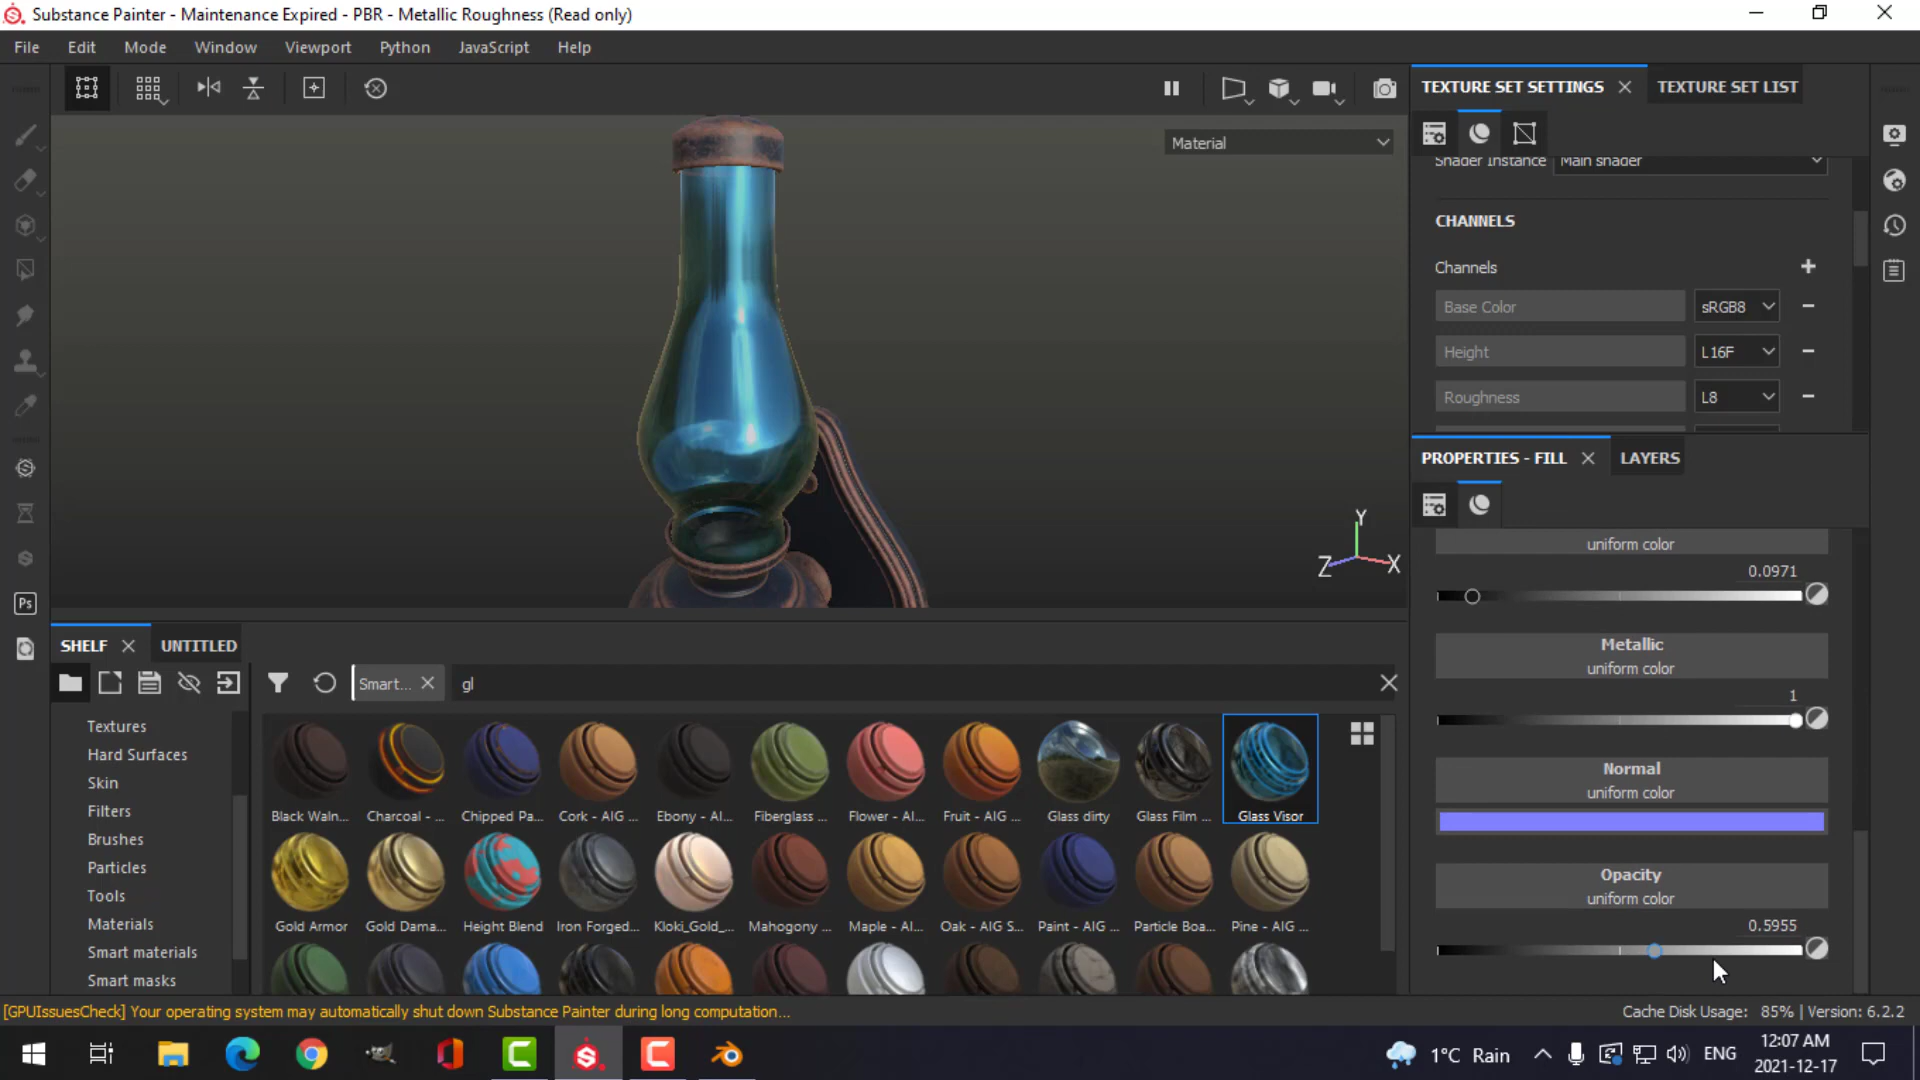 Substance Painter - Maintenance Expired - PBR - Metallic Roughness (Read only)
File Edit Mode Window Viewport Python JavaScript Help
Material
Y
Z X
TEXTURE SET SETTINGS
TEXTURE SET LIST
Shader Instance Main shader
CHANNELS
Channels
Base Color sRGB8
Height L16F
Roughness L8
PROPERTIES - FILL
LAYERS
uniform color
0.0971
Metallic
uniform color
1
Normal
uniform color
Opacity
uniform color
0.5955
Ps
SHELF
UNTITLED
Smart...
gl
Textures
Hard Surfaces
Skin
Filters
Brushes
Particles
Tools
Materials
Smart materials
Smart masks
Black Waln... Charcoal - ... Chipped Pa... Cork - AIG ... Ebony - AI... Fiberglass ... Flower - AI... Fruit - AIG ... Glass dirty Glass Film ... Glass Visor
Gold Armor Gold Dama... Height Blend Iron Forged... Kloki_Gold_... Mahogony ... Maple - AI... Oak - AIG S... Paint - AIG ... Particle Boa... Pine - AIG ...
[GPUIssuesCheck] Your operating system may automatically shut down Substance Painter during long computation...
Cache Disk Usage: 85% | Version: 6.2.2
1°C Rain
ENG
12:07 AM
2021-12-17